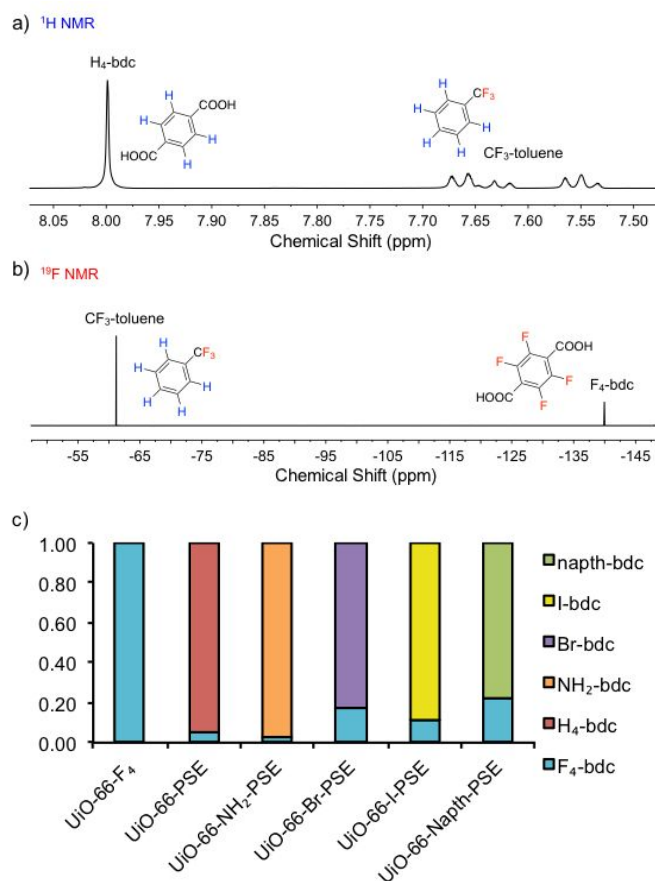 a) ¹H NMR
H₄-bdc
H
COOH
H
H
HOOC
H
CF₃
H
H
H
H
H
CF₃-toluene
8.05 8.00 7.95 7.90 7.85 7.80 7.75 7.70 7.65 7.60 7.55 7.50
Chemical Shift (ppm)
b) ¹⁹F NMR
CF₃-toluene
H
CF₃
H
H
H
H
F
COOH
F
F
HOOC
F
F₄-bdc
-55 -65 -75 -85 -95 -105 -115 -125 -135 -145
Chemical Shift (ppm)
c)
1.00
0.80
0.60
0.40
0.20
0.00
UiO-66-F₄
UiO-66-PSE
UiO-66-NH₂-PSE
UiO-66-Br-PSE
UiO-66-I-PSE
UiO-66-Napth-PSE
napth-bdc
I-bdc
Br-bdc
NH₂-bdc
H₄-bdc
F₄-bdc